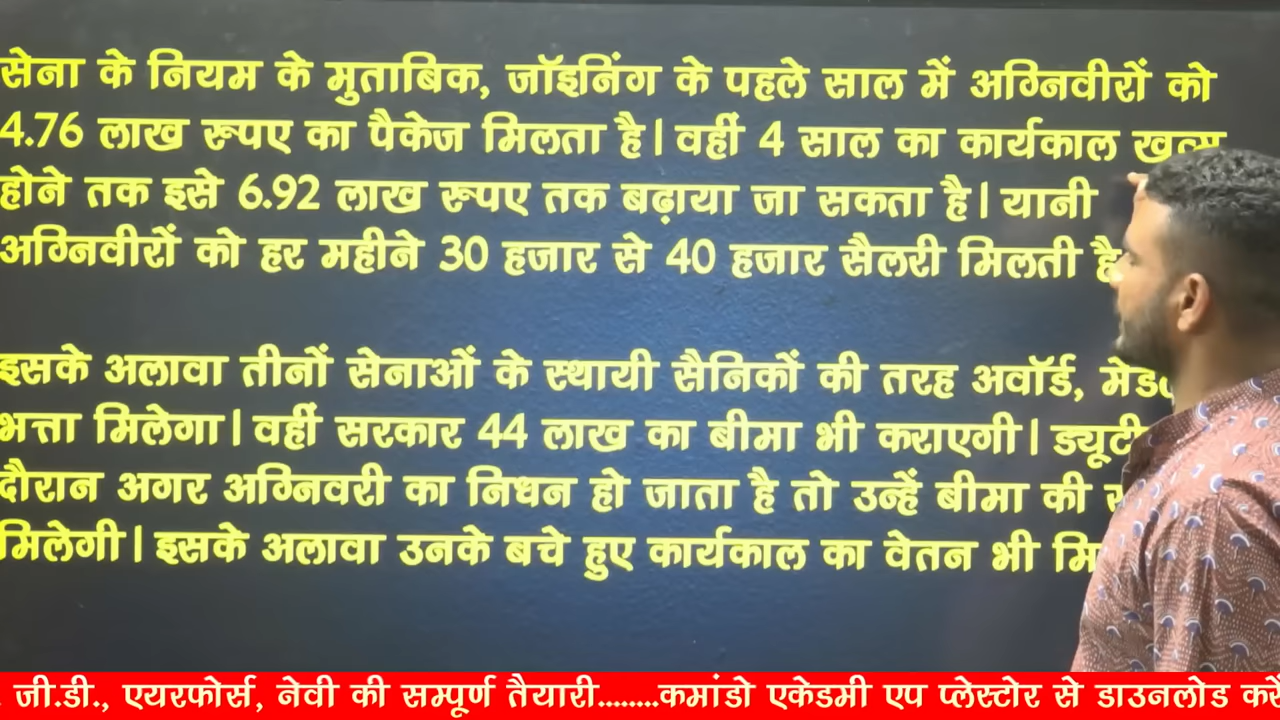 सेना के नियम के मुताबिक, जॉइनिंग के पहले साल में अग्निवीरों को
4.76 लाख रूपए का पैकेज मिलता है। वहीं 4 साल का कार्यकाल खत्म
होने तक इसे 6.92 लाख रूपए तक बढ़ाया जा सकता है। यानी
अग्निवीरों को हर महीने 30 हजार से 40 हजार सैलरी मिलती है
इसके अलावा तीनों सेनाओं के स्थायी सैनिकों की तरह अवॉर्ड,
भत्ता मिलेगा। वहीं सरकार 44 लाख का बीमा भी कराएगी। ड्यूटी
दौरान अगर अग्निवरी का निधन हो जाता है तो उन्हें बीमा की
मिलेगी। इसके अलावा उनके बचे हुए कार्यकाल का वेतन भी
जी.डी., एयरफोर्स, नेवी की सम्पूर्ण तैयारी........कमांडो एकेडमी एप प्लेस्टोर से डाउनलोड करें